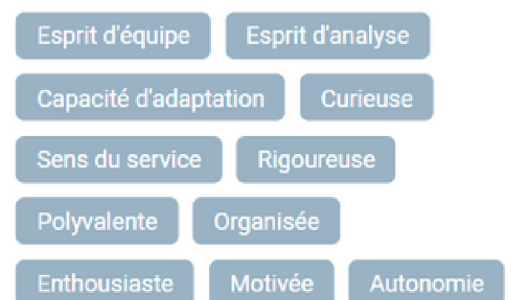 Esprit d'équipe Esprit d'analyse
Capacité d'adaptation Curieuse
Sens du service Rigoureuse
Polyvalente Organisée
Enthousiaste Motivée Autonomie